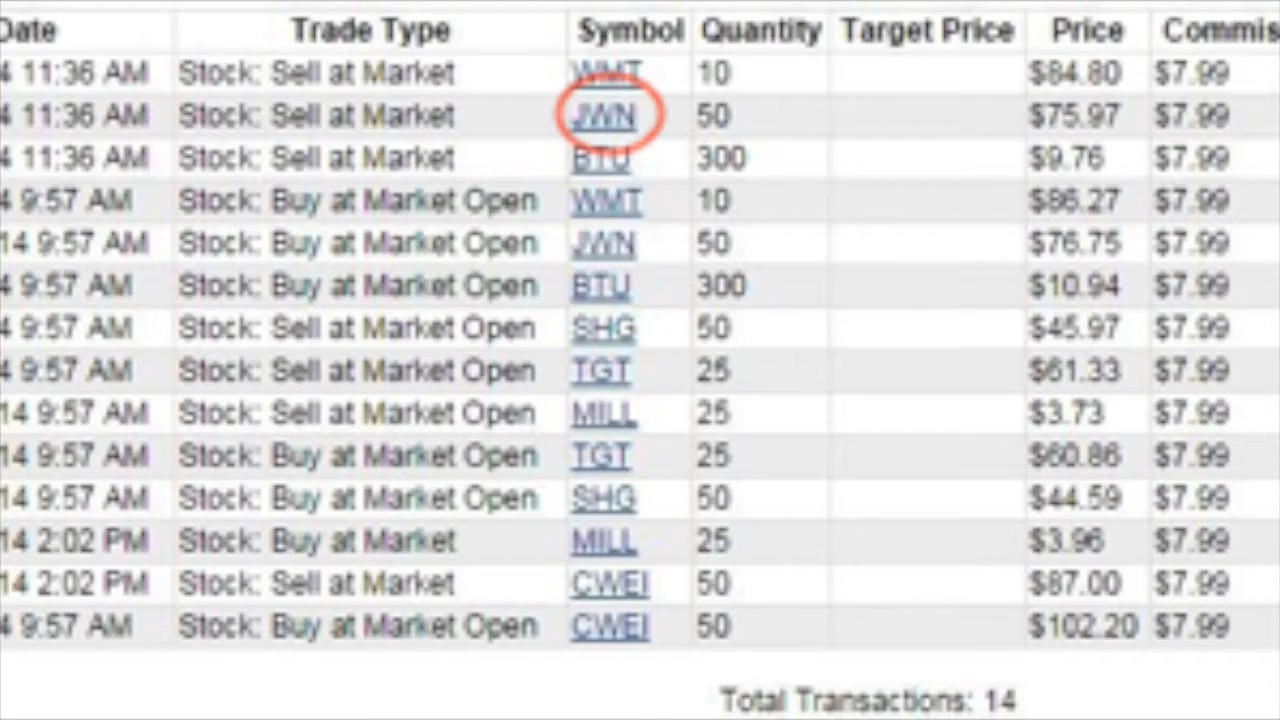 Date Trade Type Symbol Quantity Target Price Price Commis
4 11:36 AM Stock: Sell at Market WMT 10 $84.80 $7.99
4 11:36 AM Stock: Sell at Market JWN 50 $75.97 $7.99
4 11:36 AM Stock: Sell at Market BTU 300 $9.76 $7.99
4 9:57 AM Stock: Buy at Market Open WMT 10 $86.27 $7.99
14 9:57 AM Stock: Buy at Market Open JWN 50 $76.75 $7.99
4 9:57 AM Stock: Buy at Market Open BTU 300 $10.94 $7.99
4 9:57 AM Stock: Sell at Market Open SHG 50 $45.97 $7.99
4 9:57 AM Stock: Sell at Market Open TGT 25 $61.33 $7.99
14 9:57 AM Stock: Sell at Market Open MILL 25 $3.73 $7.99
14 9:57 AM Stock: Buy at Market Open TGT 25 $60.86 $7.99
14 9:57 AM Stock: Buy at Market Open SHG 50 $44.59 $7.99
14 2:02 PM Stock: Buy at Market MILL 25 $3.96 $7.99
14 2:02 PM Stock: Sell at Market CWEI 50 $87.00 $7.99
4 9:57 AM Stock: Buy at Market Open CWEI 50 $102.20 $7.99
Total Transactions: 14